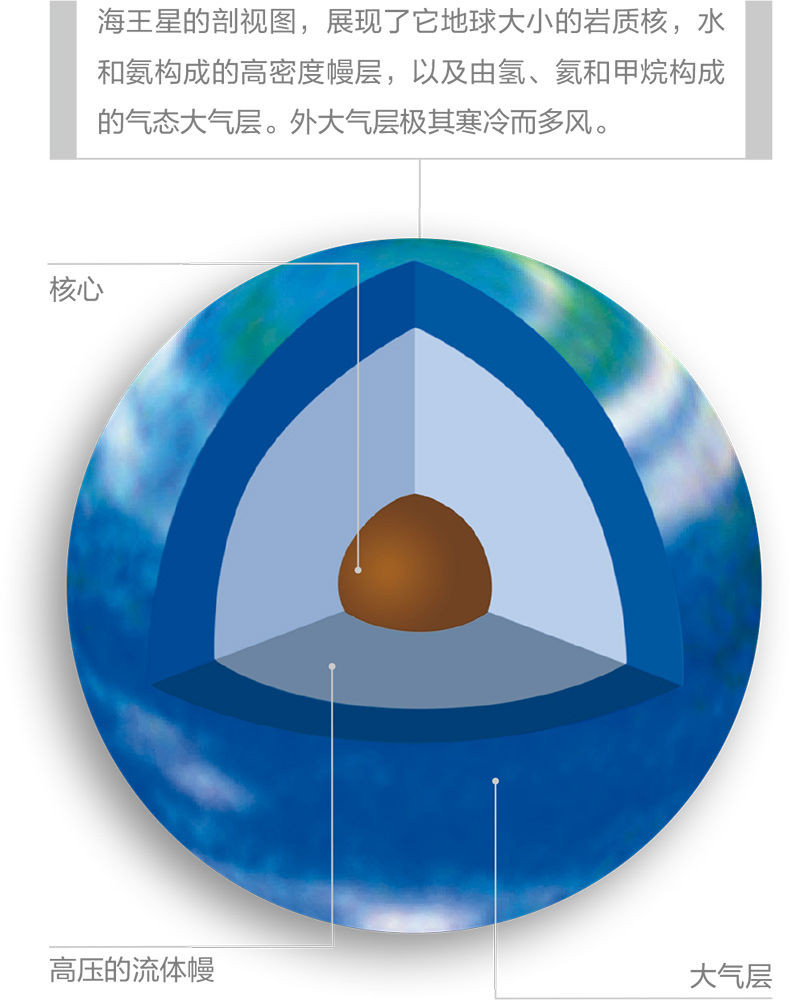 海王星的剖视图，展现了它地球大小的岩质核，水
和氨构成的高密度幔层，以及由氢、氦和甲烷构成
的气态大气层。外大气层极其寒冷而多风。
核心
高压的流体幔
大气层